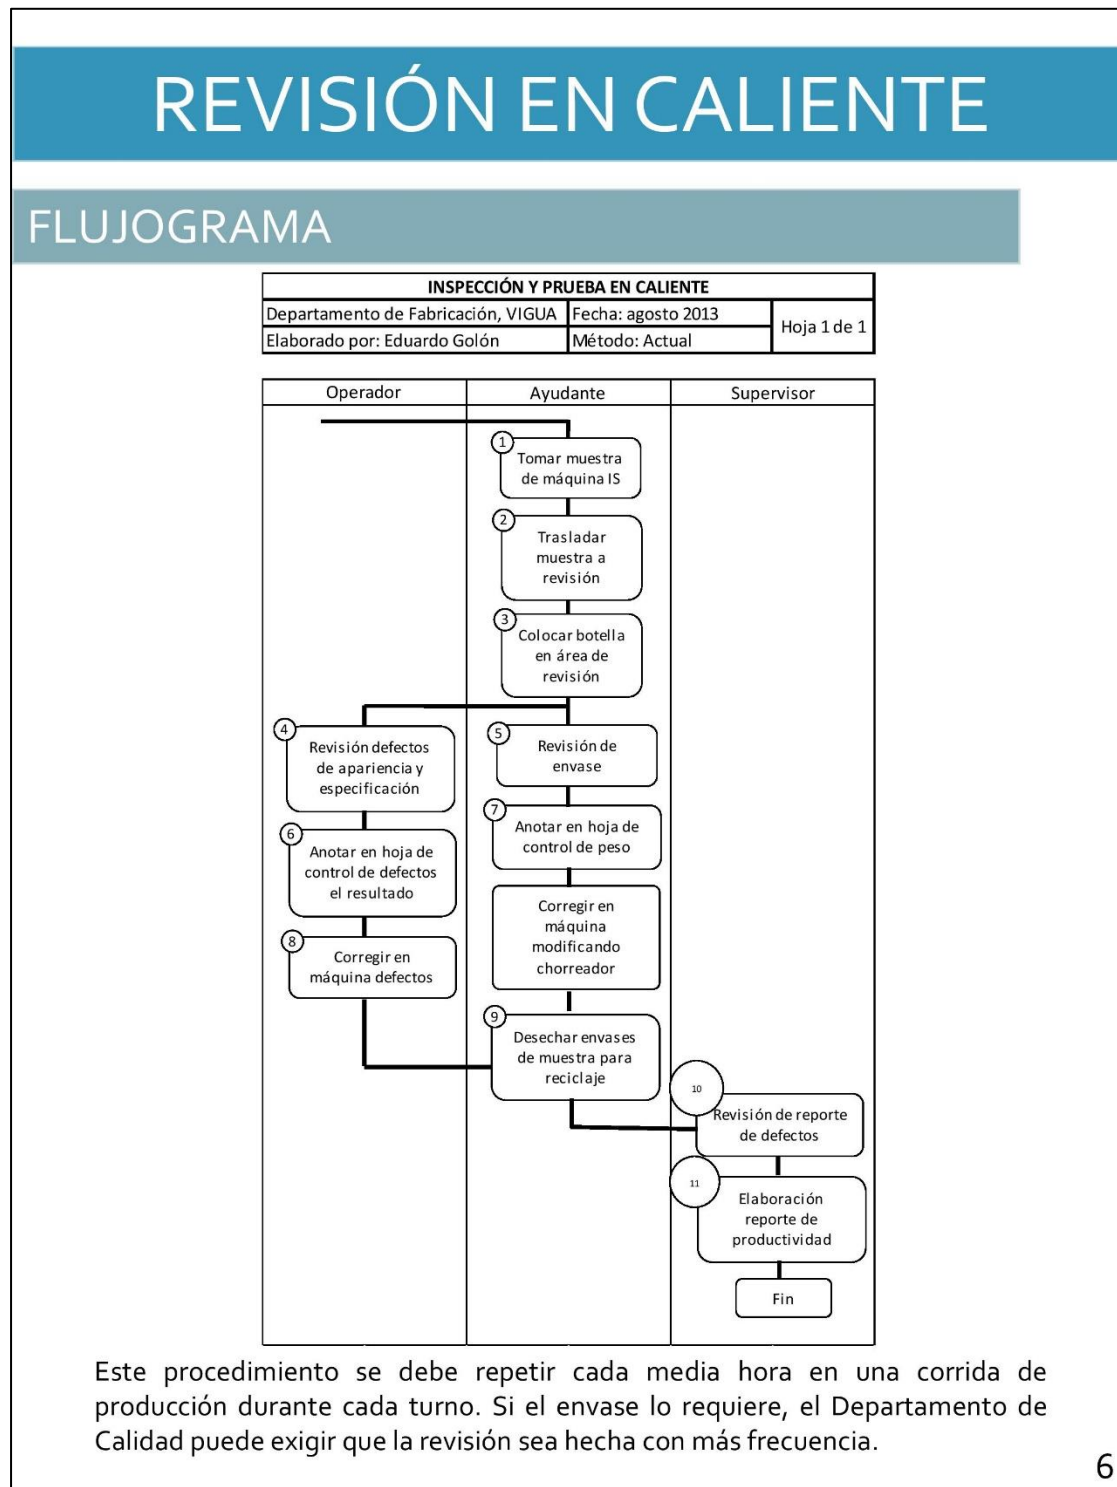 REVISIÓN EN CALIENTE
FLUJOGRAMA
INSPECCIÓN Y PRUEBA EN CALIENTE
Departamento de Fabricación, VIGUA
Fecha: agosto 2013
Hoja 1 de 1
Elaborado por: Eduardo Golón
Método: Actual
Operador
Ayudante
Supervisor
1
Tomar muestra
de máquina IS
2
Trasladar
muestra a
revisión
3
Colocar botella
en área de
revisión
4
Revisión defectos
de apariencia y
especificación
5
Revisión de
envase
6
Anotar en hoja de
control de defectos
el resultado
7
Anotar en hoja de
control de peso
Corregir en
máquina
modificando
chorreador
8
Corregir en
máquina defectos
9
Desechar envases
de muestra para
reciclaje
10
Revisión de reporte
de defectos
11
Elaboración
reporte de
productividad
Fin
Este procedimiento se debe repetir cada media hora en una corrida de
producción durante cada turno. Si el envase lo requiere, el Departamento de
Calidad puede exigir que la revisión sea hecha con más frecuencia.
6